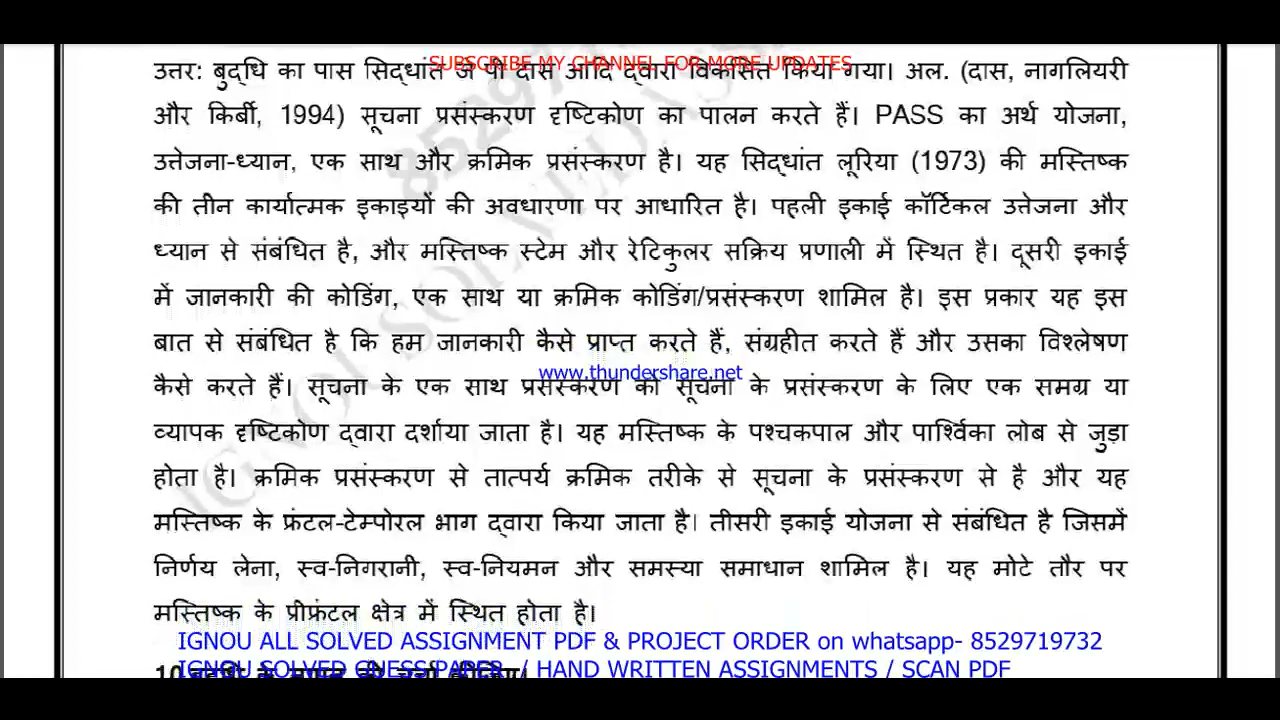 SUBSCRIBE MY CHANNEL FOR MORE UPDATES
उत्तर: बुद्धि का पास सिद्धांत जे पी दास आदि द्वारा विकसित किया गया। अल. (दास, नागलियरी
और किर्बी, 1994) सूचना प्रसंस्करण दृष्टिकोण का पालन करते हैं। PASS का अर्थ योजना,
उत्तेजना-ध्यान, एक साथ और क्रमिक प्रसंस्करण है। यह सिद्धांत लूरिया (1973) की मस्तिष्क
की तीन कार्यात्मक इकाइयों की अवधारणा पर आधारित है। पहली इकाई कॉर्टिकल उत्तेजना और
ध्यान से संबंधित है, और मस्तिष्क स्टेम और रेटिकुलर सक्रिय प्रणाली में स्थित है। दूसरी इकाई
में जानकारी की कोडिंग, एक साथ या क्रमिक कोडिंग/प्रसंस्करण शामिल है। इस प्रकार यह इस
बात से संबंधित है कि हम जानकारी कैसे प्राप्त करते हैं, संग्रहीत करते हैं और उसका विश्लेषण
www.thundershare.net
कैसे करते हैं। सूचना के एक साथ प्रसंस्करण को सूचना के प्रसंस्करण के लिए एक समग्र या
व्यापक दृष्टिकोण द्वारा दर्शाया जाता है। यह मस्तिष्क के पश्चकपाल और पार्श्विका लोब से जुड़ा
होता है। क्रमिक प्रसंस्करण से तात्पर्य क्रमिक तरीके से सूचना के प्रसंस्करण से है और यह
मस्तिष्क के फ्रंटल-टेम्पोरल भाग द्वारा किया जाता है। तीसरी इकाई योजना से संबंधित है जिसमें
निर्णय लेना, स्व-निगरानी, स्व-नियमन और समस्या समाधान शामिल है। यह मोटे तौर पर
मस्तिष्क के प्रीफ्रंटल क्षेत्र में स्थित होता है।
IGNOU ALL SOLVED ASSIGNMENT PDF & PROJECT ORDER on whatsapp- 8529719732
IGNOU SOLVED GUESS PAPER / HAND WRITTEN ASSIGNMENTS / SCAN PDF